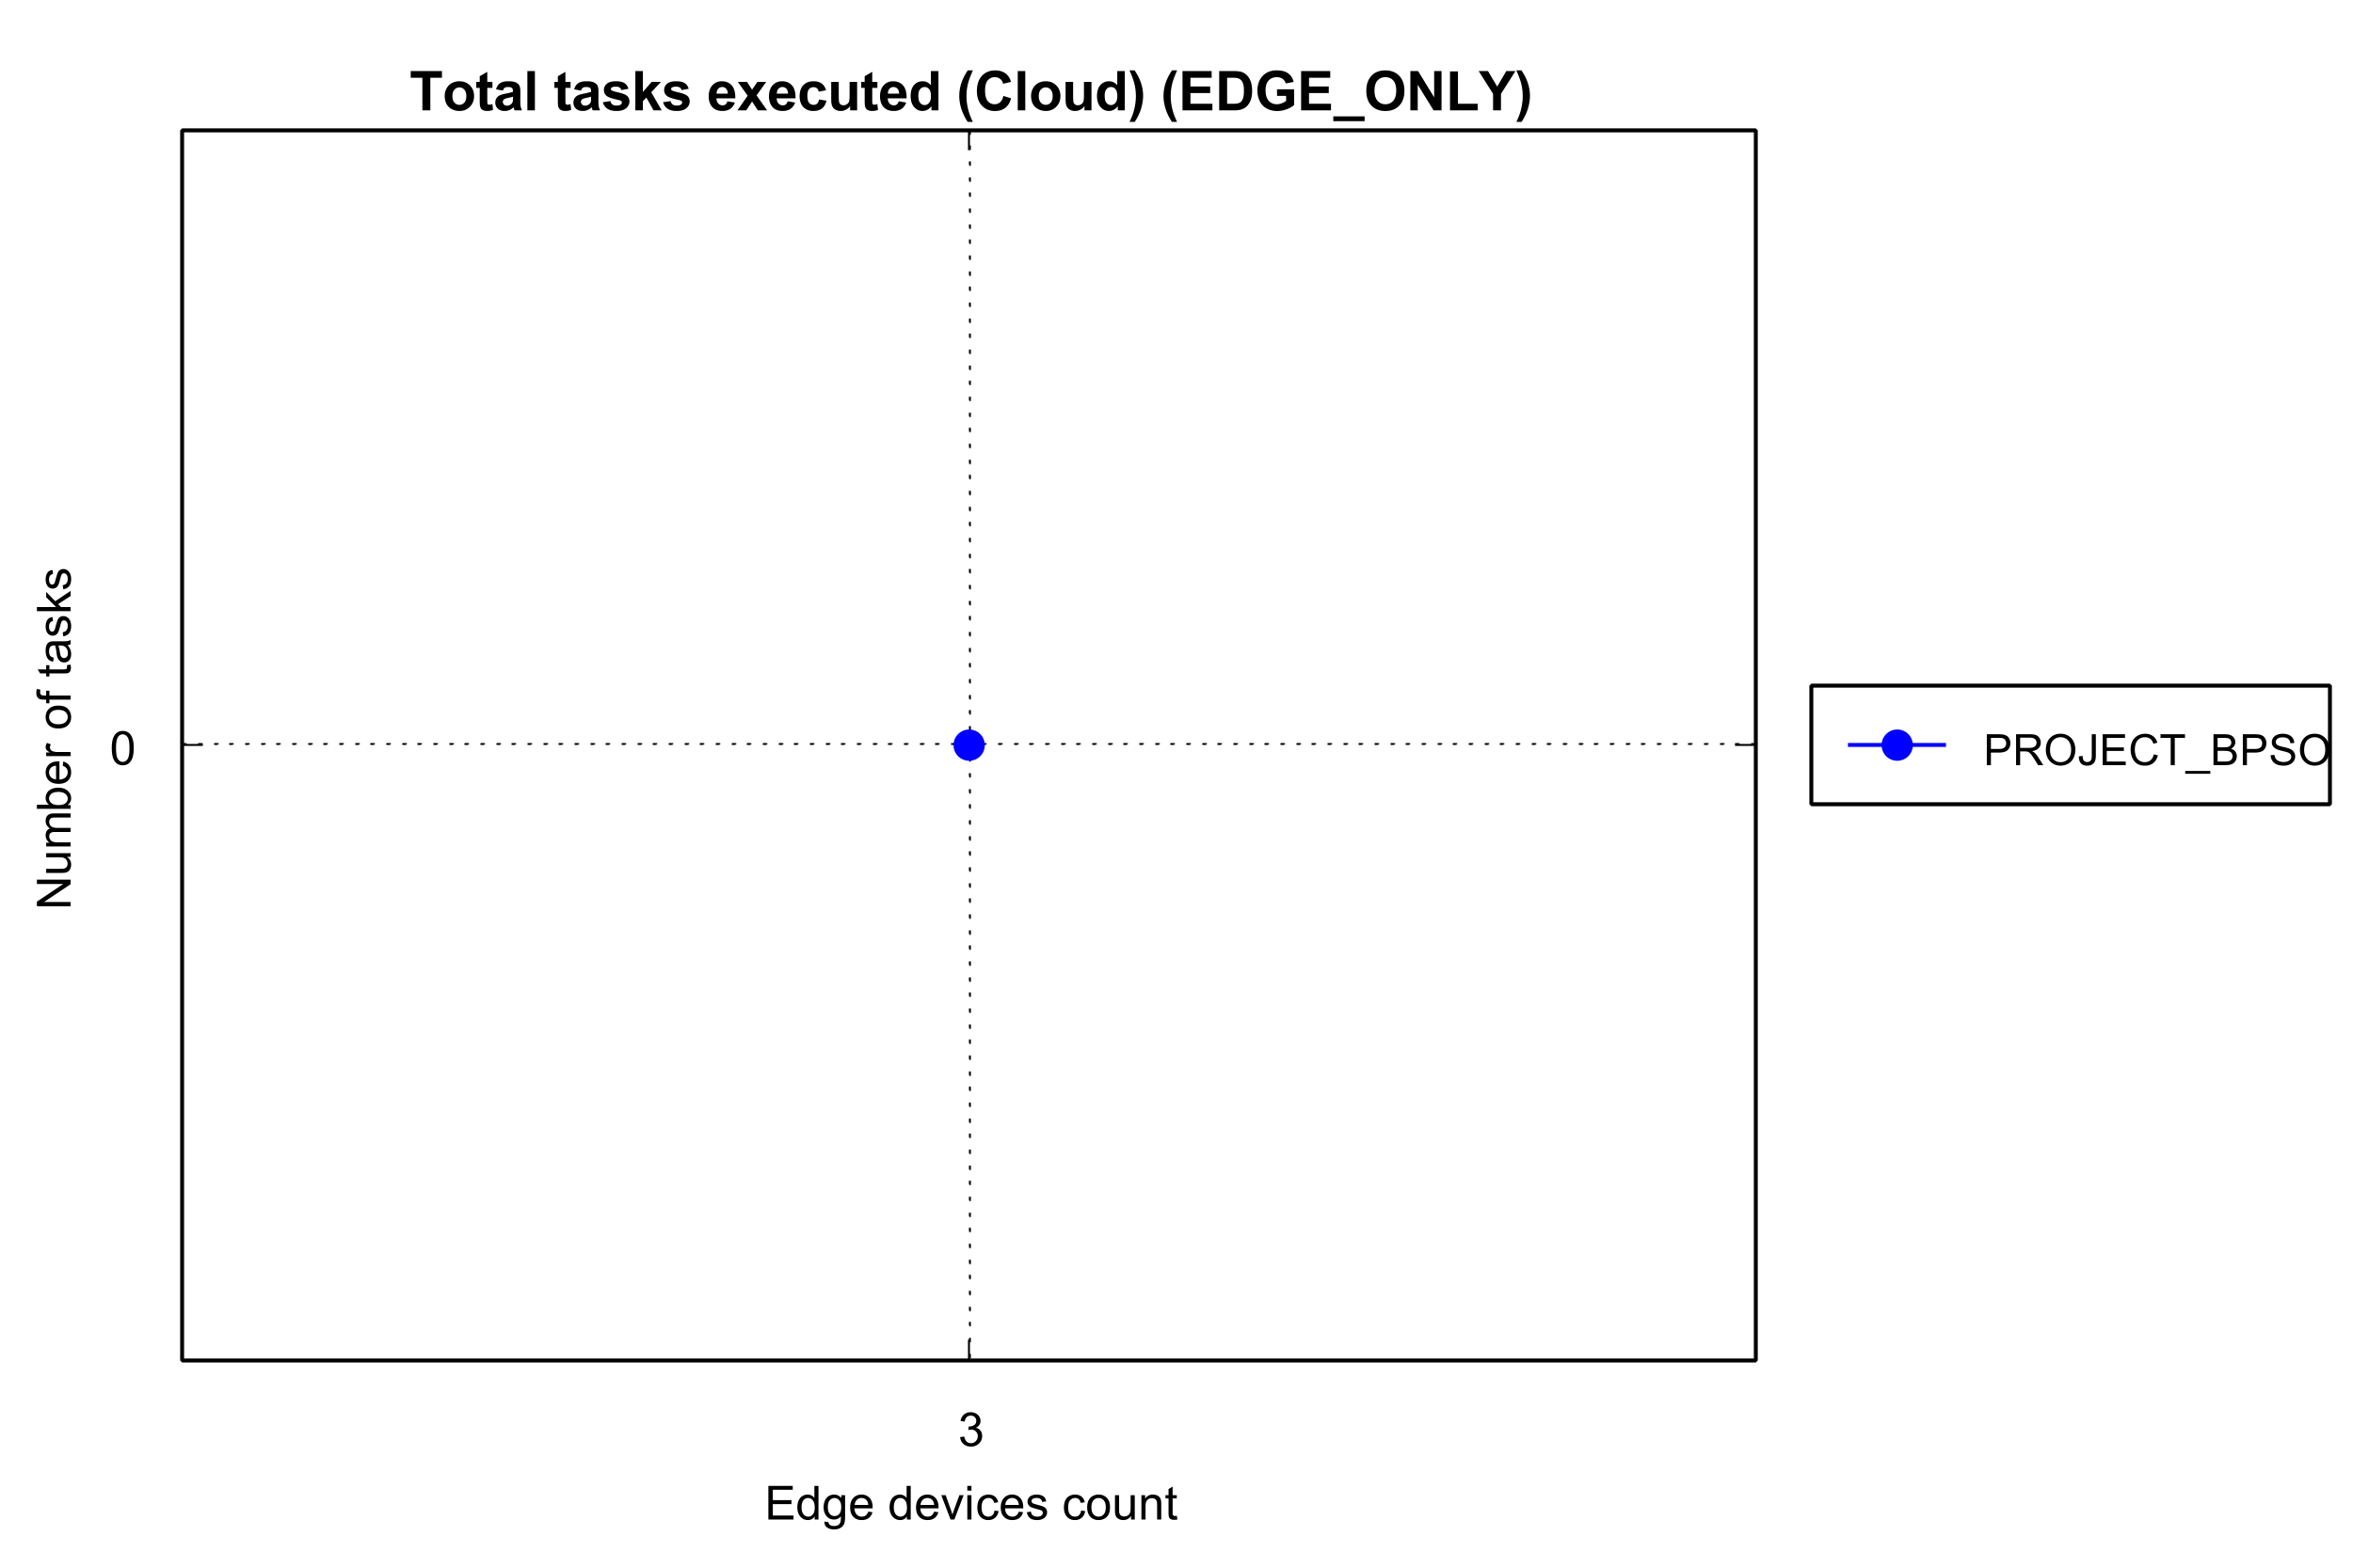 Total tasks executed (Cloud) (EDGE_ONLY)
Number of tasks
0
PROJECT_BPSO
3
Edge devices count